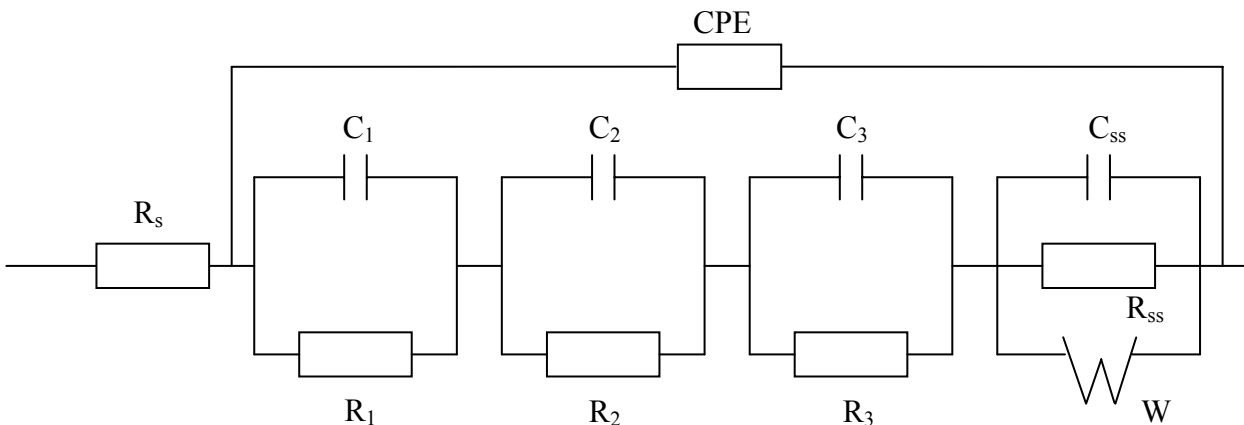 CPE
C₁ C₂ C₃ Cₛₛ
Rₛ
Rₛₛ
R₁ R₂ R₃ W